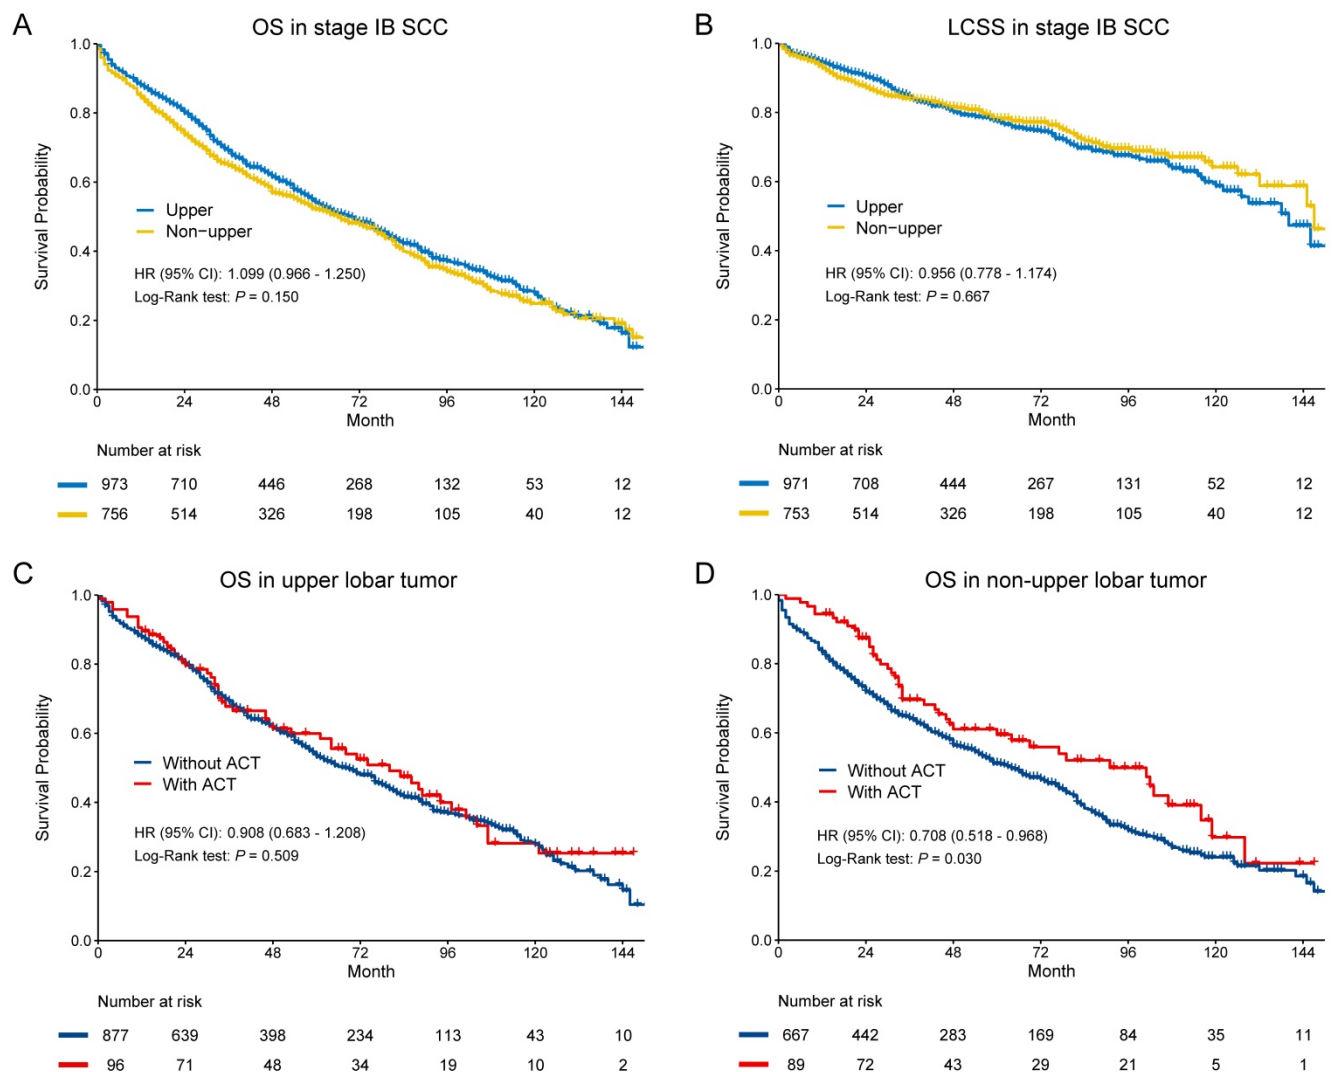 A
OS in stage IB SCC
1.0
0.8
0.6
0.4
0.2
0.0
Survival Probability
Upper
Non-upper
HR (95% CI): 1.099 (0.966 - 1.250)
Log-Rank test: P = 0.150
0 24 48 72 96 120 144
Month
Number at risk
973 710 446 268 132 53 12
756 514 326 198 105 40 12
B
LCSS in stage IB SCC
1.0
0.8
0.6
0.4
0.2
0.0
Survival Probability
Upper
Non-upper
HR (95% CI): 0.956 (0.778 - 1.174)
Log-Rank test: P = 0.667
0 24 48 72 96 120 144
Month
Number at risk
971 708 444 267 131 52 12
753 514 326 198 105 40 12
C
OS in upper lobar tumor
1.0
0.8
0.6
0.4
0.2
0.0
Survival Probability
Without ACT
With ACT
HR (95% CI): 0.908 (0.683 - 1.208)
Log-Rank test: P = 0.509
0 24 48 72 96 120 144
Month
Number at risk
877 639 398 234 113 43 10
96 71 48 34 19 10 2
D
OS in non-upper lobar tumor
1.0
0.8
0.6
0.4
0.2
0.0
Survival Probability
Without ACT
With ACT
HR (95% CI): 0.708 (0.518 - 0.968)
Log-Rank test: P = 0.030
0 24 48 72 96 120 144
Month
Number at risk
667 442 283 169 84 35 11
89 72 43 29 21 5 1